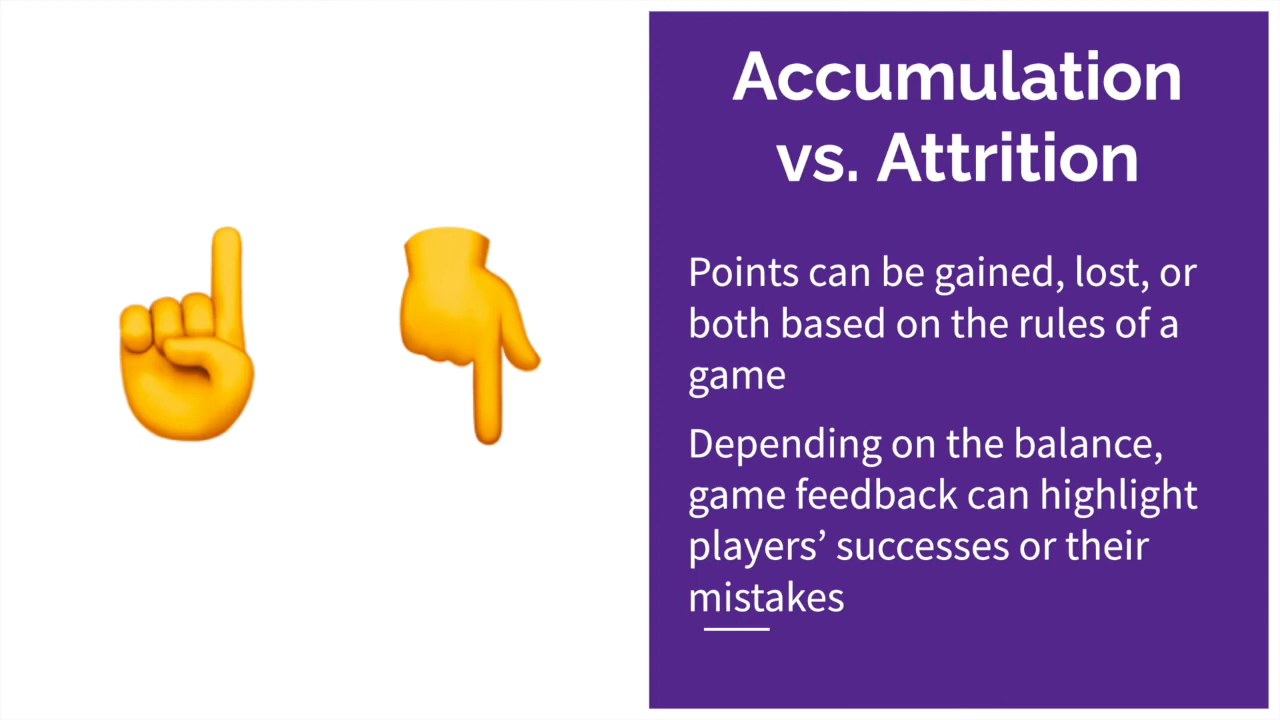 Accumulation
vs. Attrition
Points can be gained, lost, or
both based on the rules of a
game
Depending on the balance,
game feedback can highlight
players’ successes or their
mistakes